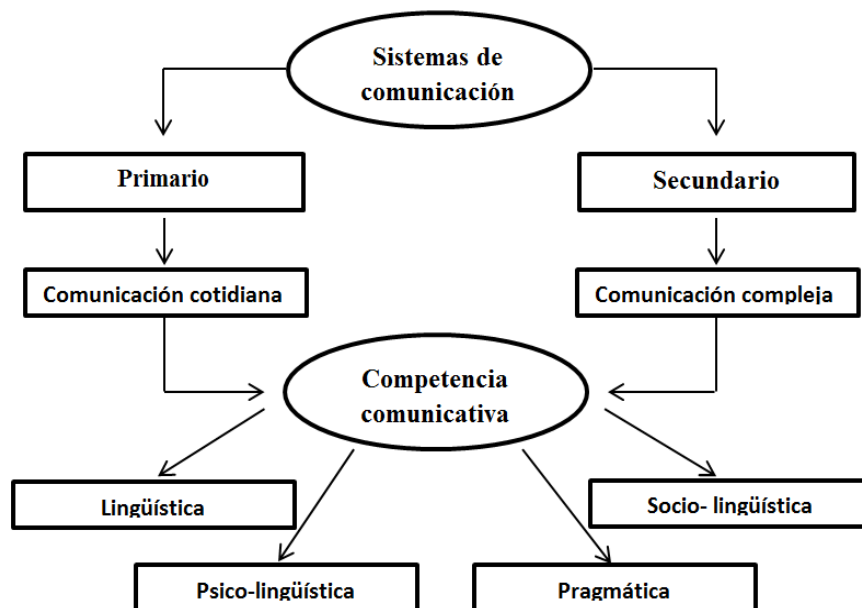 Sistemas de
comunicación
Primario
Secundario
Comunicación cotidiana
Comunicación compleja
Competencia
comunicativa
Lingüística
Socio- lingüística
Psico-lingüística
Pragmática